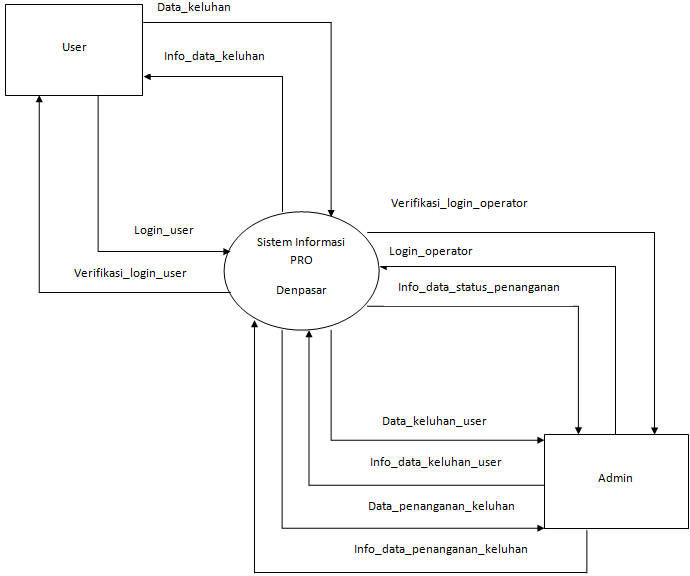 Data_keluhan
User
Info_data_keluhan
Verifikasi_login_operator
Login_user
Sistem Informasi
PRO
Denpasar
Login_operator
Verifikasi_login_user
Info_data_status_penanganan
Data_keluhan_user
Info_data_keluhan_user
Admin
Data_penanganan_keluhan
Info_data_penanganan_keluhan